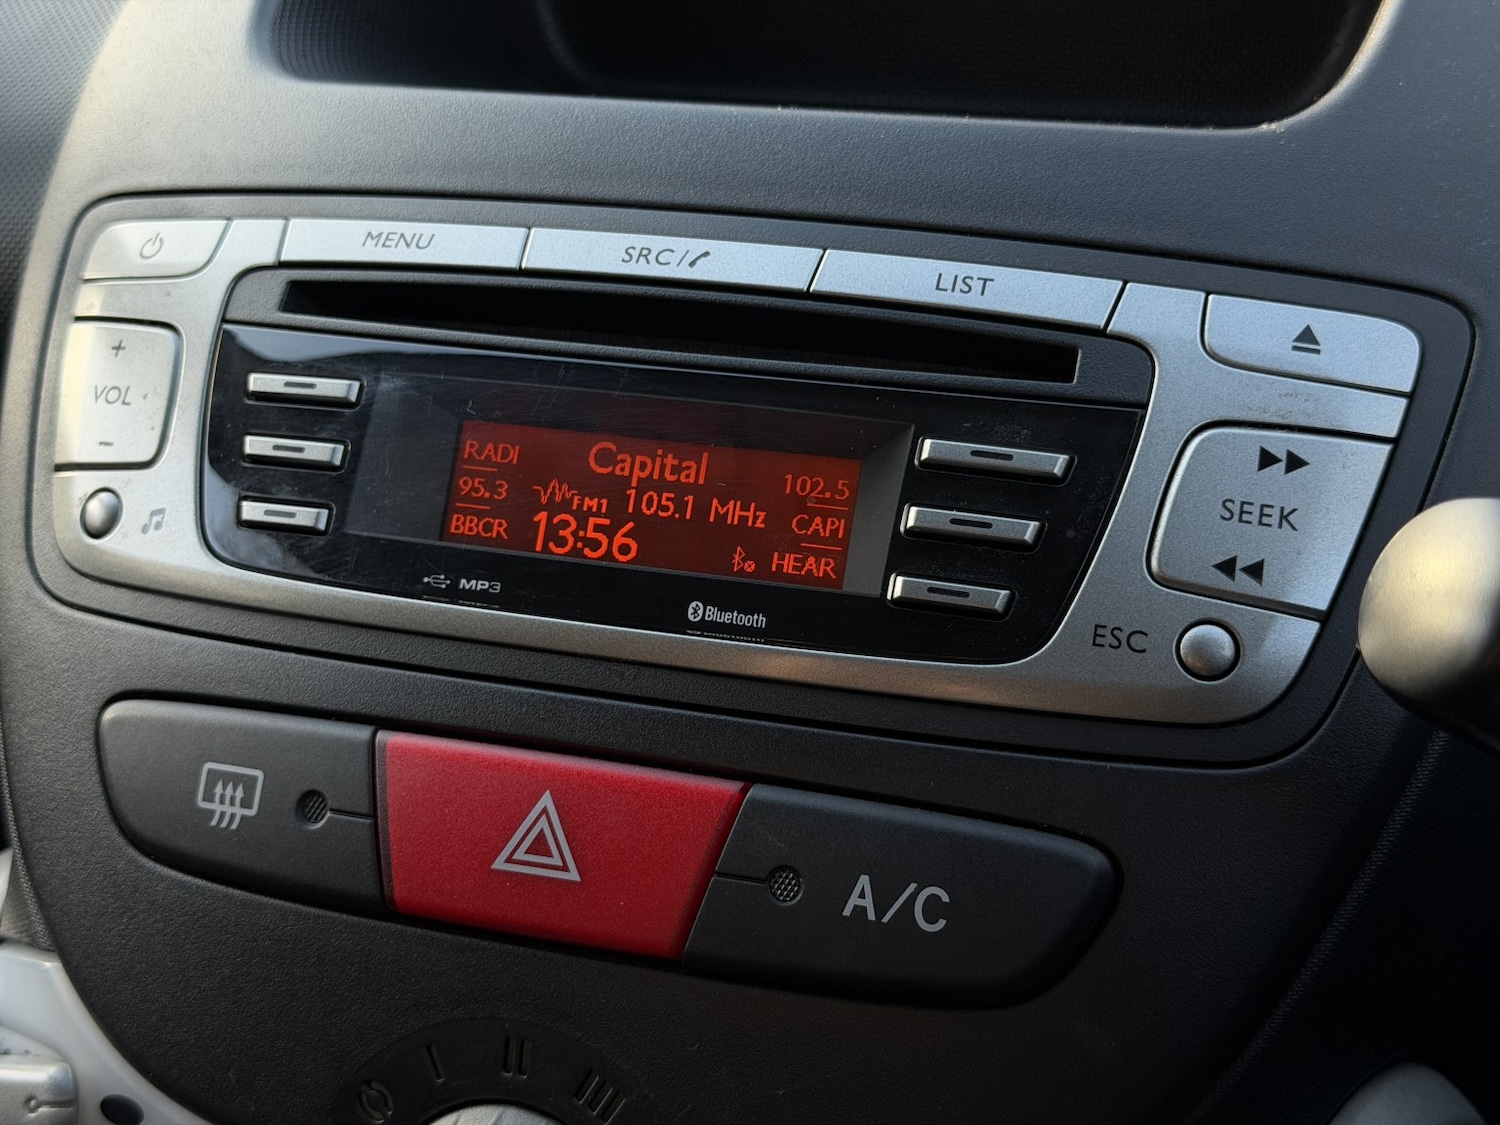 MENU
SRC/
LIST
+
VOL
-
RADI
Capital
102.5
95.3
FM1 105.1 MHz
CAPI
BBCR
13:56
HEAR
MP3
Bluetooth
SEEK
ESC
A/C